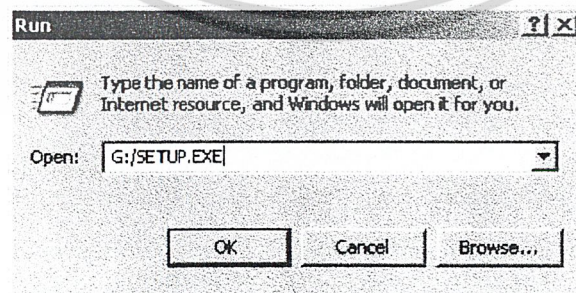 Run
Type the name of a program, folder, document, or
Internet resource, and Windows will open it for you.
Open: G:/SETUP.EXE
OK Cancel Browse...